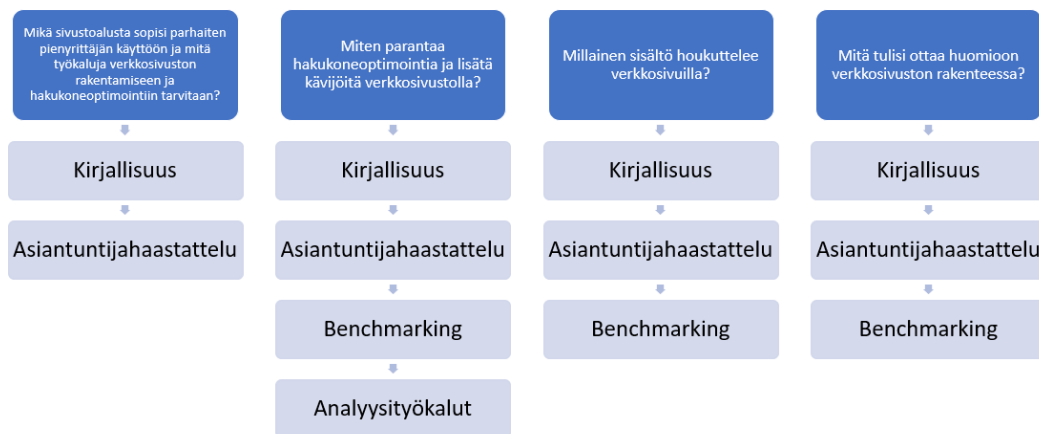 Mikä sivustoalusta sopisi parhaiten
pienyrittäjän käyttöön ja mitä
työkaluja verkkosivuston
rakentamiseen ja
hakukoneoptimointiin tarvitaan?
Kirjallisuus
Asiantuntijahaastattelu
Miten parantaa
hakukoneoptimointia ja lisätä
kävijöitä verkkosivustolla?
Kirjallisuus
Asiantuntijahaastattelu
Benchmarking
Analyysityökalut
Millainen sisältö houkuttelee
verkkosivuilla?
Kirjallisuus
Asiantuntijahaastattelu
Benchmarking
Mitä tulisi ottaa huomioon
verkkosivuston rakenteessa?
Kirjallisuus
Asiantuntijahaastattelu
Benchmarking